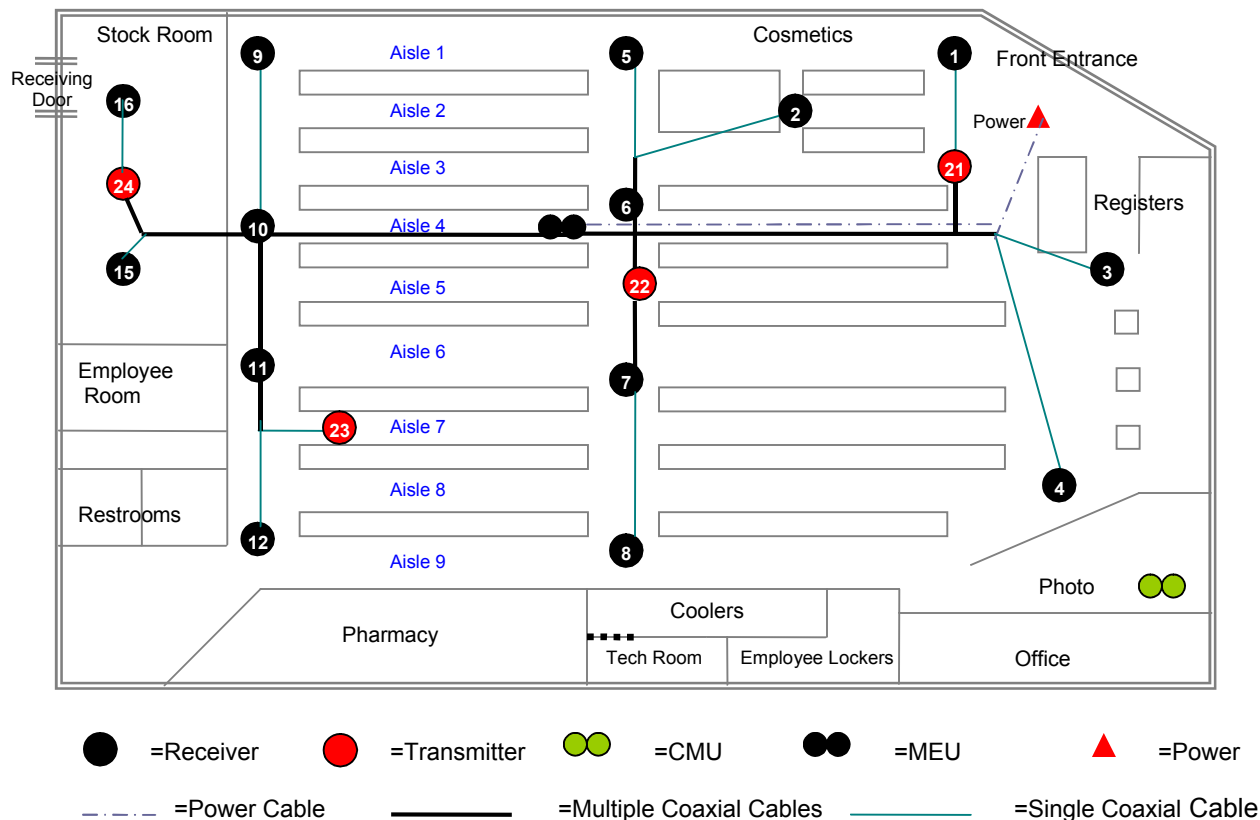 Stock Room
9
Aisle 1
5
Cosmetics
1
Front Entrance
Receiving
Door
16
Aisle 2
2
Power
Aisle 3
21
24
6
Registers
10
Aisle 4
15
3
Aisle 5
22
Aisle 6
11
7
Employee
Room
Aisle 7
23
Aisle 8
4
Restrooms
12
Aisle 9
8
Photo
Coolers
Pharmacy
Tech Room
Employee Lockers
Office
=Receiver
=Transmitter
=CMU
=MEU
=Power
=Power Cable
=Multiple Coaxial Cables
=Single Coaxial Cable